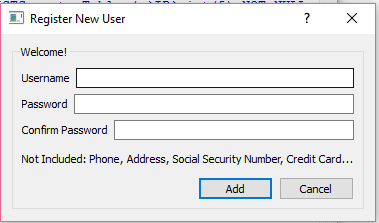 Register New User
Welcome!
Username
Password
Confirm Password
Not Included: Phone, Address, Social Security Number, Credit Card...
Add Cancel